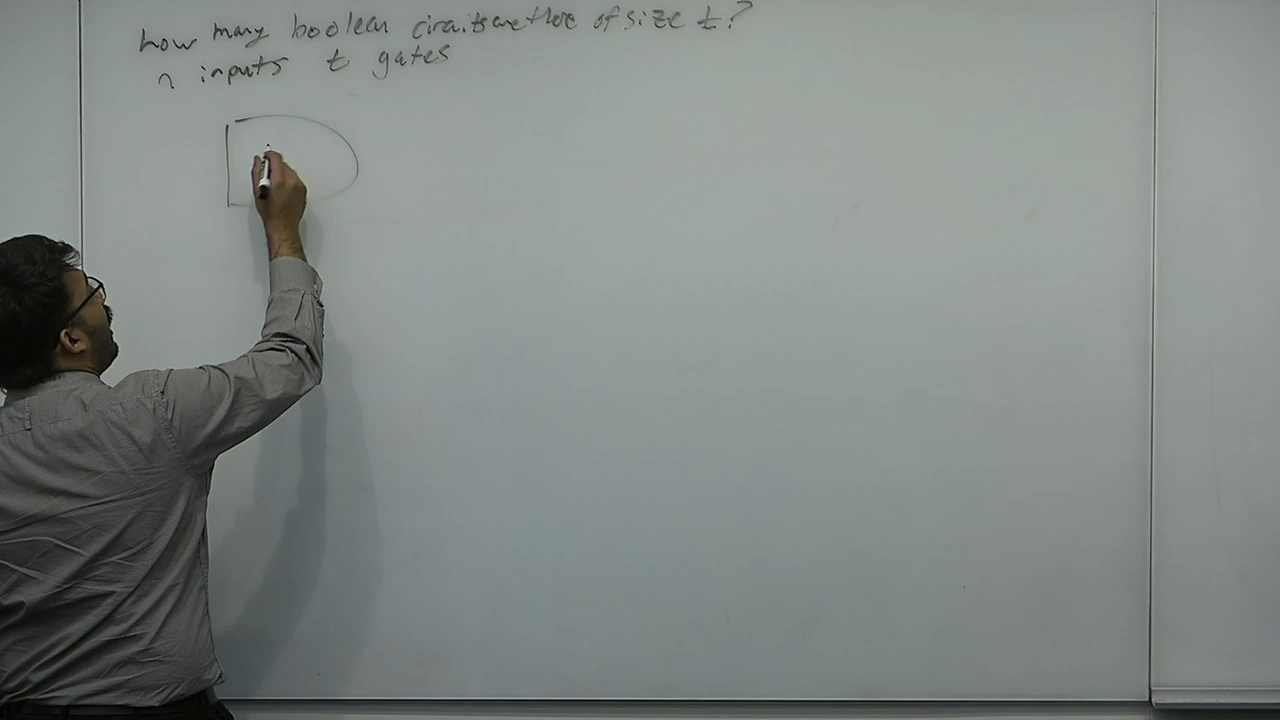 how many boolean circuits are there of size t?
n inputs t gates